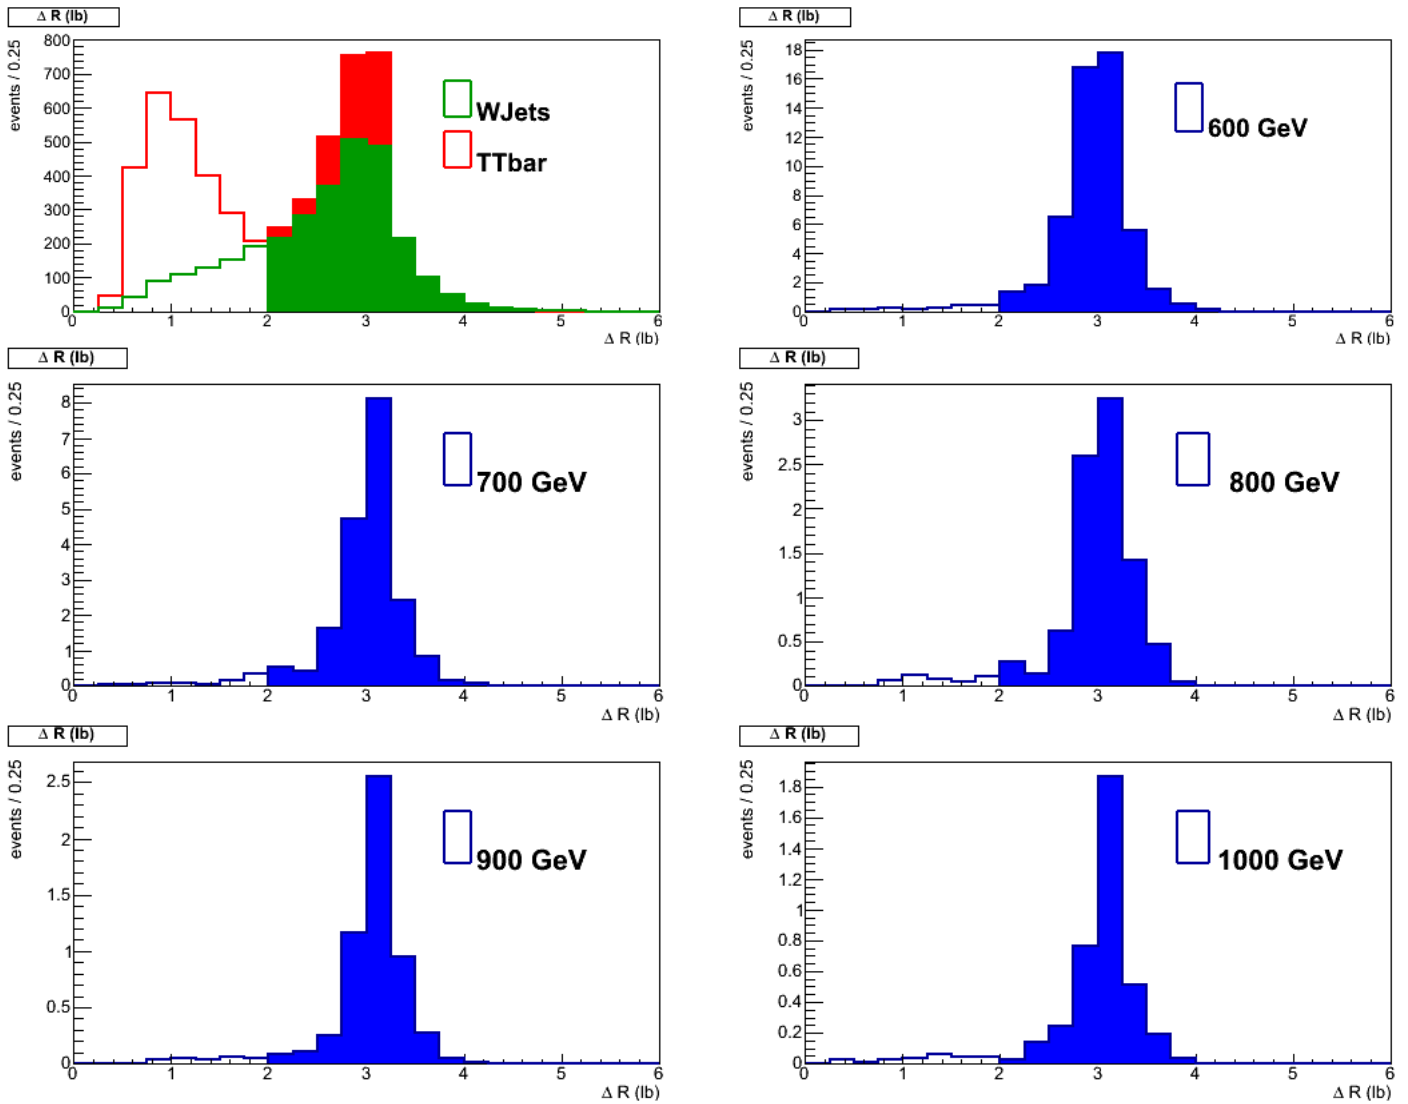 Δ R (lb)
events / 0.25
800
700
600
500
400
300
200
100
0
0 1 2 3 4 5 6
Δ R (lb)
WJets
TTbar
Δ R (lb)
events / 0.25
18
16
14
12
10
8
6
4
2
0
0 1 2 3 4 5 6
Δ R (lb)
600 GeV
Δ R (lb)
events / 0.25
8
7
6
5
4
3
2
1
0
0 1 2 3 4 5 6
Δ R (lb)
700 GeV
Δ R (lb)
events / 0.25
3
2.5
2
1.5
1
0.5
0
0 1 2 3 4 5 6
Δ R (lb)
800 GeV
Δ R (lb)
events / 0.25
2.5
2
1.5
1
0.5
0
0 1 2 3 4 5 6
Δ R (lb)
900 GeV
Δ R (lb)
events / 0.25
1.8
1.6
1.4
1.2
1
0.8
0.6
0.4
0.2
0
0 1 2 3 4 5 6
Δ R (lb)
1000 GeV